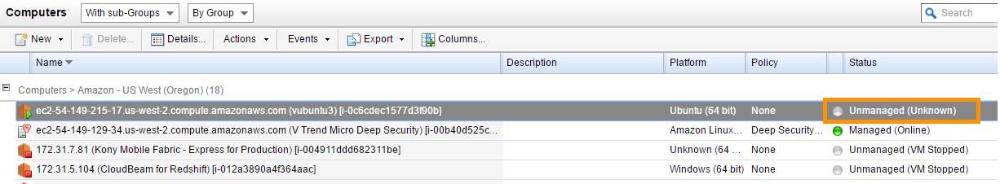 Computers With sub-Groups By Group Search
New Delete... Details... Actions Events Export Columns...
Name Description Platform Policy Status
Computers > Amazon - US West (Oregon) (18)
ec2-54-149-215-17.us-west-2.compute.amazonaws.com (vubuntu3) [i-0c6cdec1577d3f90b] Ubuntu (64 bit) None Unmanaged (Unknown)
ec2-54-149-129-34.us-west-2.compute.amazonaws.com (V Trend Micro Deep Security) [i-00b40d525c... Amazon Linux... Deep Security... Managed (Online)
172.31.7.81 (Kony Mobile Fabric - Express for Production) [i-004911ddd682311be] Unknown (64 ... None Unmanaged (VM Stopped)
172.31.5.104 (CloudBeam for Redshift) [i-012a3890a4f364aac] Windows (64 bit) None Unmanaged (VM Stopped)